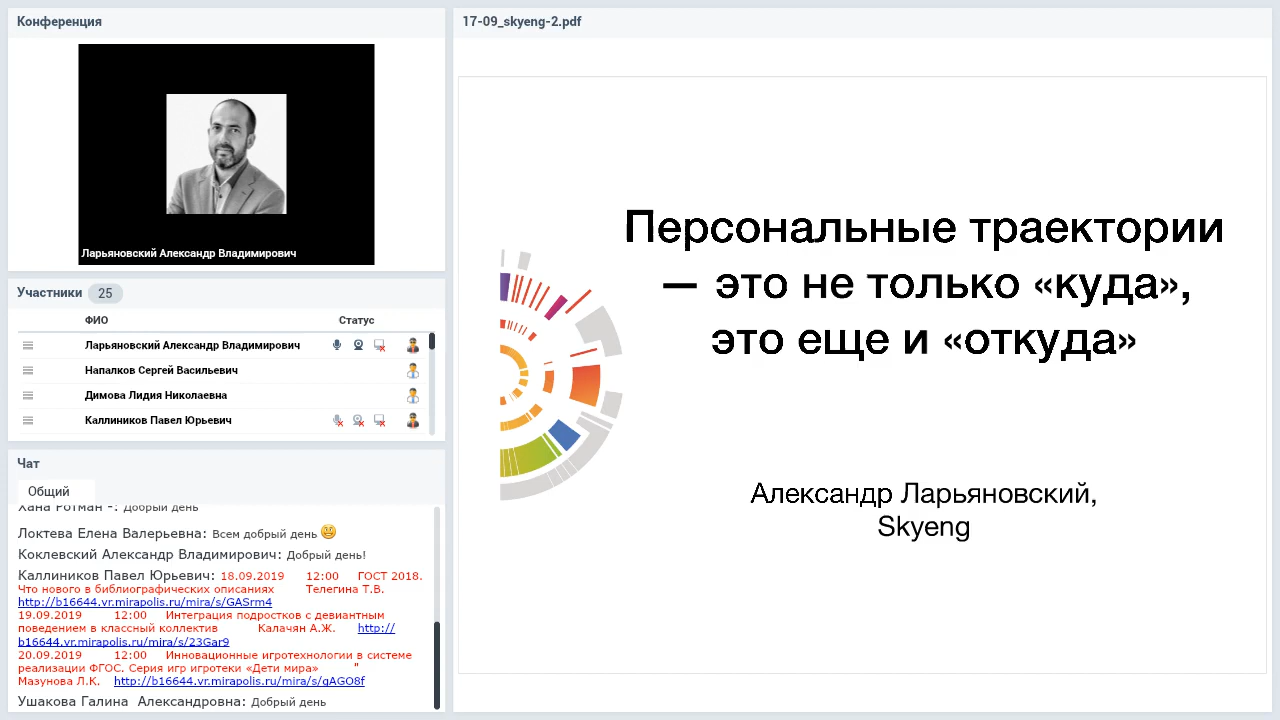 Конференция
Ларьяновский Александр Владимирович
Участники 25
ФИО Статус
Ларьяновский Александр Владимирович
Напалков Сергей Васильевич
Димова Лидия Николаевна
Каллиников Павел Юрьевич
Чат
Общий
Хана Ротман -: Добрый день
Локтева Елена Валерьевна: Всем добрый день
Коклевский Александр Владимирович: Добрый день!
Каллиников Павел Юрьевич: 18.09.2019 12:00 ГОСТ 2018.
Что нового в библиографических описаниях Телегина Т.В.
http://b16644.vr.mirapolis.ru/mira/s/GASrm4
19.09.2019 12:00 Интеграция подростков с девиантным
поведением в классный коллектив Калачян А.Ж. http://
b16644.vr.mirapolis.ru/mira/s/23Gar9
20.09.2019 12:00 Инновационные игротехнологии в системе
реализации ФГОС. Серия игр игротеки «Дети мира» "
Мазунова Л.К. http://b16644.vr.mirapolis.ru/mira/s/gAGO8f
Ушакова Галина Александровна: Добрый день
17-09_skyeng-2.pdf
Персональные траектории
— это не только «куда»,
это еще и «откуда»
Александр Ларьяновский,
Skyeng